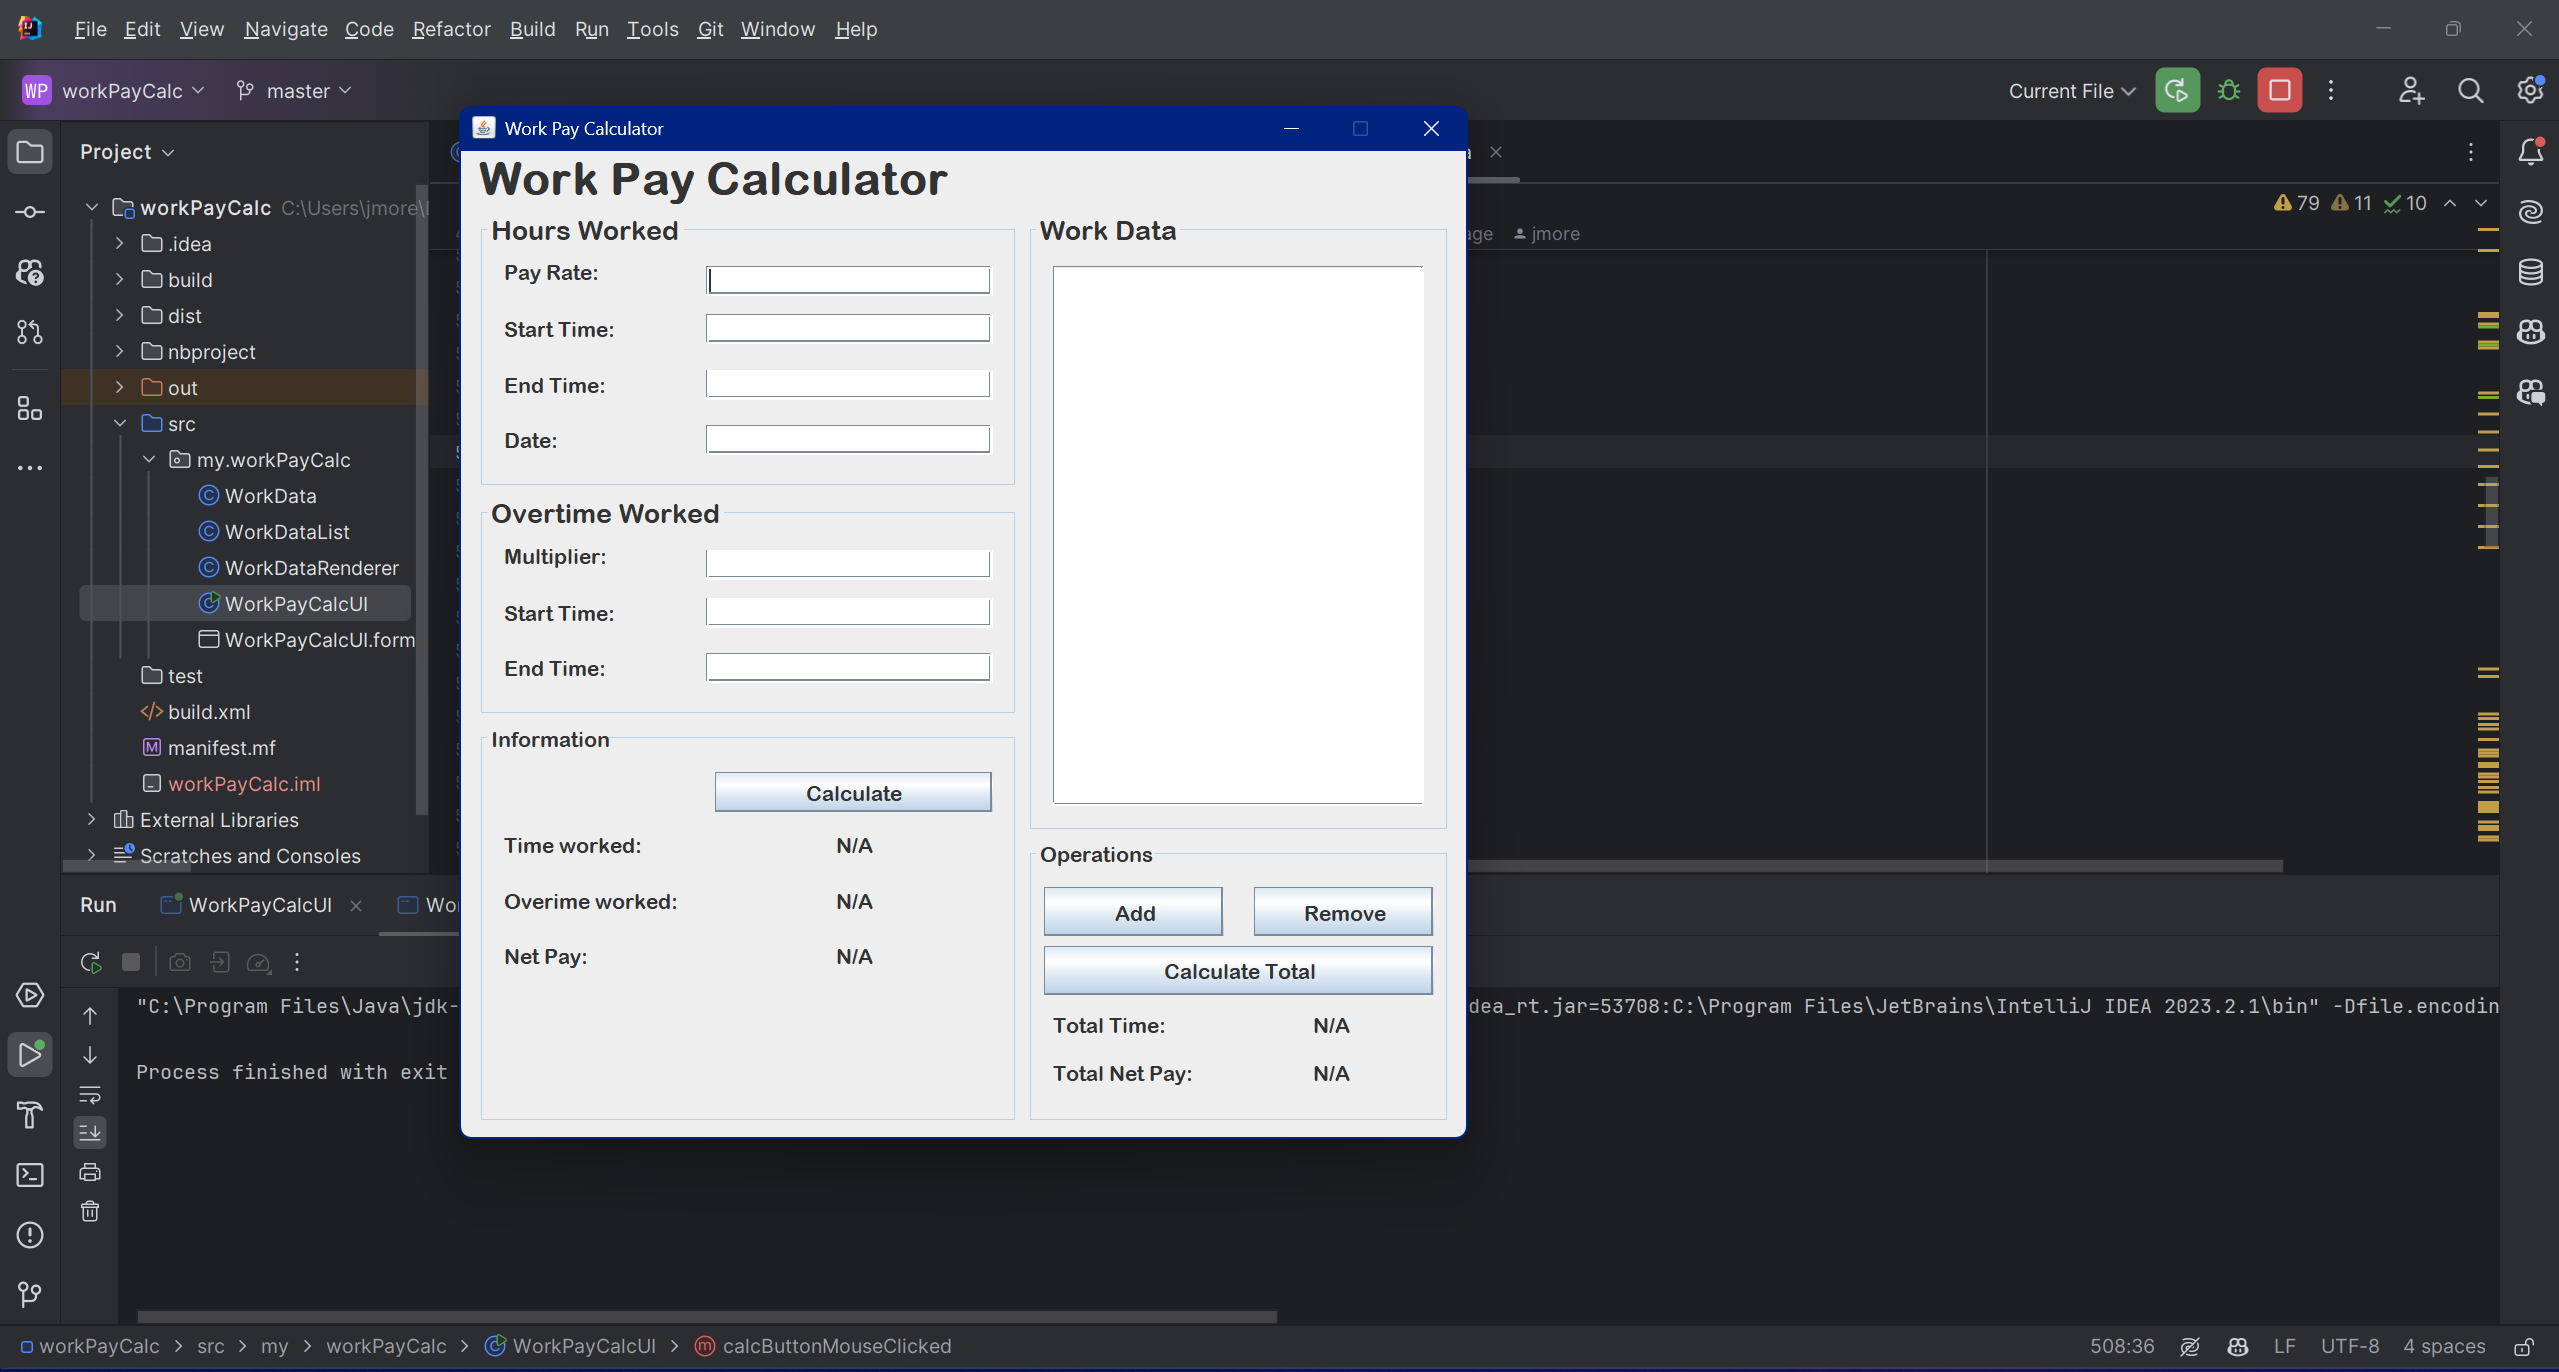 File Edit View Navigate Code Refactor Build Run Tools Git Window Help
WP workPayCalc master Current File
Project
workPayCalc C:\Users\jmore\
.idea
build
dist
nbproject
out
src
my.workPayCalc
WorkData
WorkDataList
WorkDataRenderer
WorkPayCalcUI
WorkPayCalcUI.form
test
build.xml
manifest.mf
workPayCalc.iml
External Libraries
Scratches and Consoles
79 11 10
jmore
Work Pay Calculator
Work Pay Calculator
Hours Worked
Pay Rate:
Start Time:
End Time:
Date:
Overtime Worked
Multiplier:
Start Time:
End Time:
Information
Calculate
Time worked: N/A
Overime worked: N/A
Net Pay: N/A
Work Data
Operations
Add Remove
Calculate Total
Total Time: N/A
Total Net Pay: N/A
Run WorkPayCalcUI Wo
"C:\Program Files\Java\jdk-
dea_rt.jar=53708:C:\Program Files\JetBrains\IntelliJ IDEA 2023.2.1\bin" -Dfile.encodin
Process finished with exit
workPayCalc > src > my > workPayCalc > WorkPayCalcUI > calcButtonMouseClicked
508:36 LF UTF-8 4 spaces